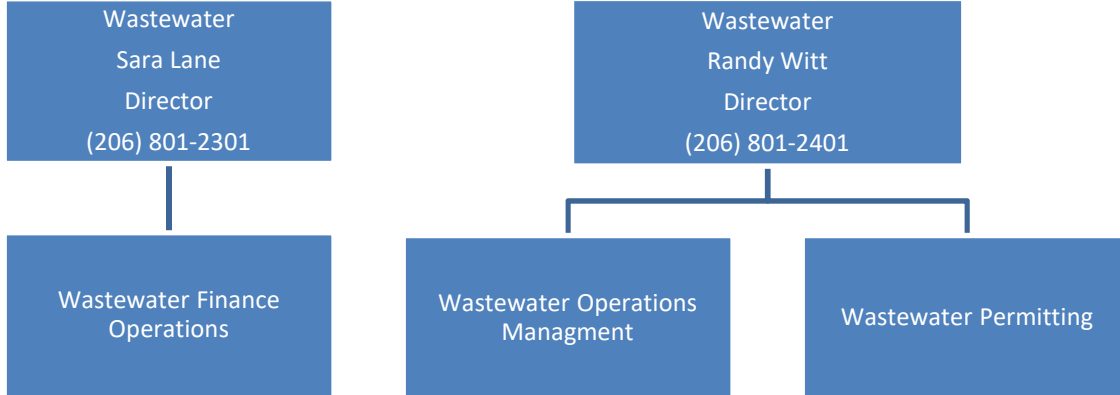 Wastewater
Sara Lane
Director
(206) 801-2301
Wastewater
Randy Witt
Director
(206) 801-2401
Wastewater Finance
Operations
Wastewater Operations
Managment
Wastewater Permitting